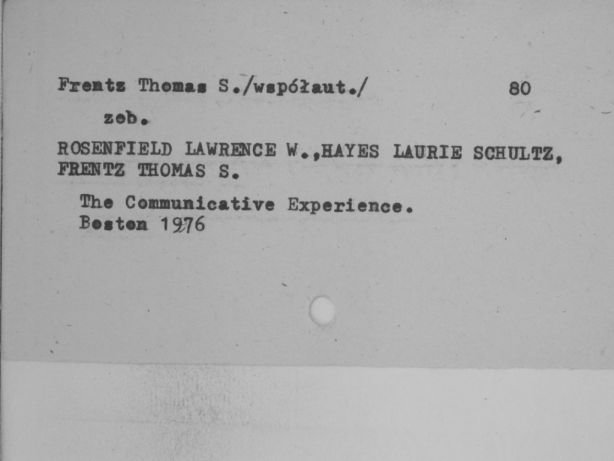 Frentz Thomas S./współaut./ 80
zob.
ROSENFIELD LAWRENCE W.,HAYES LAURIE SCHULTZ,
FRENTZ THOMAS S.
The Communicative Experience.
Boston 1976